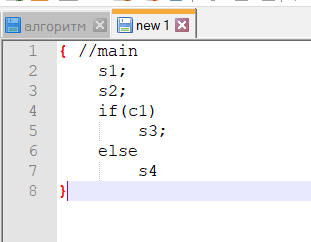 алгоритм new 1
1 { //main
2 s1;
3 s2;
4 if(c1)
5 s3;
6 else
7 s4
8 }